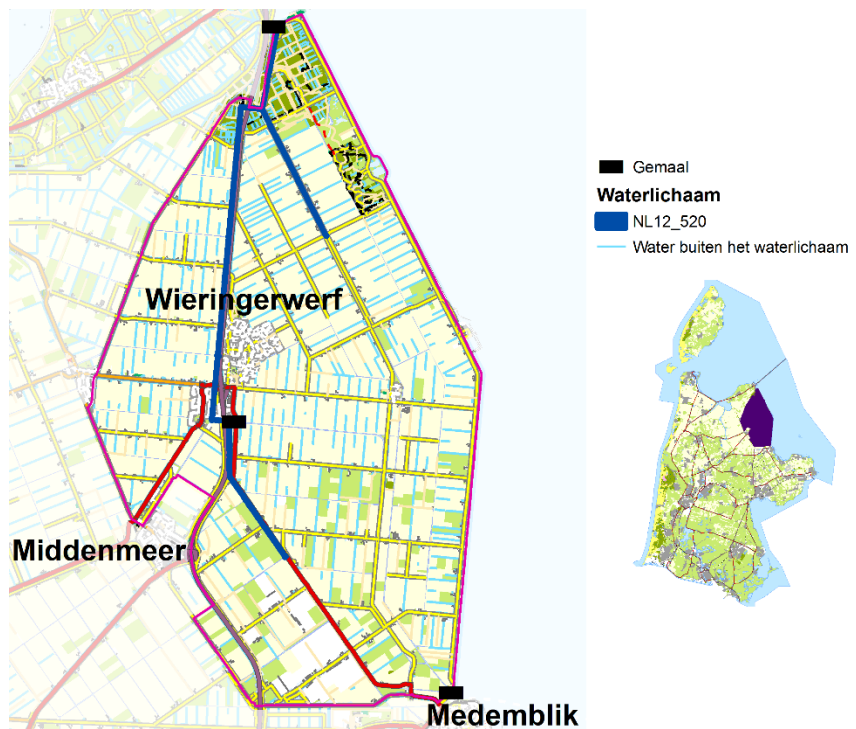 Wieringerwerf
Middenmeer
Medemblik
Gemaal
Waterlichaam
NL12_520
Water buiten het waterlichaam